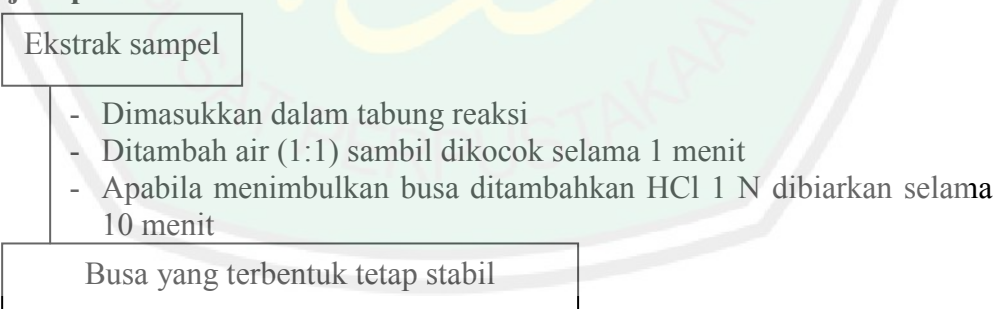 Ekstrak sampel
- Dimasukkan dalam tabung reaksi
- Ditambah air (1:1) sambil dikocok selama 1 menit
- Apabila menimbulkan busa ditambahkan HCl 1 N dibiarkan selama
10 menit
Busa yang terbentuk tetap stabil